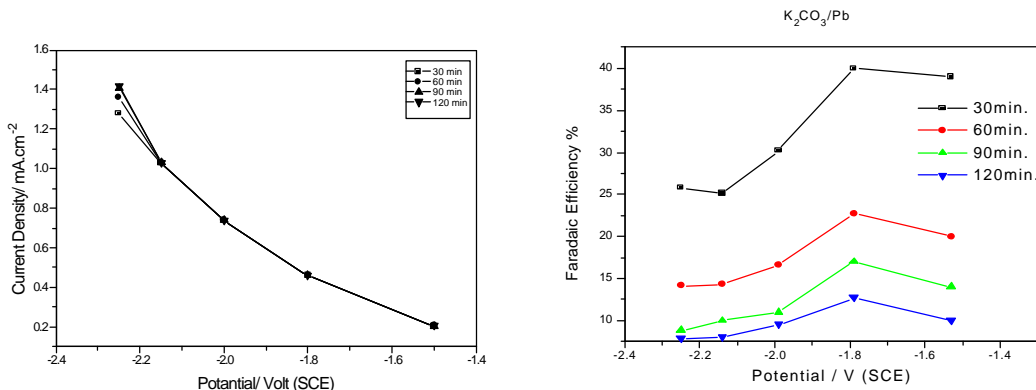 1.6
1.4
1.2
1.0
0.8
0.6
0.4
0.2
-2.4
-2.2
-2.0
-1.8
-1.6
-1.4
Current Density/ mA.cm-2
Potential/ Volt (SCE)
30 min
60 min
90 min
120 min
K2CO3/Pb
40
35
30
25
20
15
10
-2.4
-2.2
-2.0
-1.8
-1.6
-1.4
Faradaic Efficiency %
Potential / V (SCE)
30min.
60min.
90min.
120min.